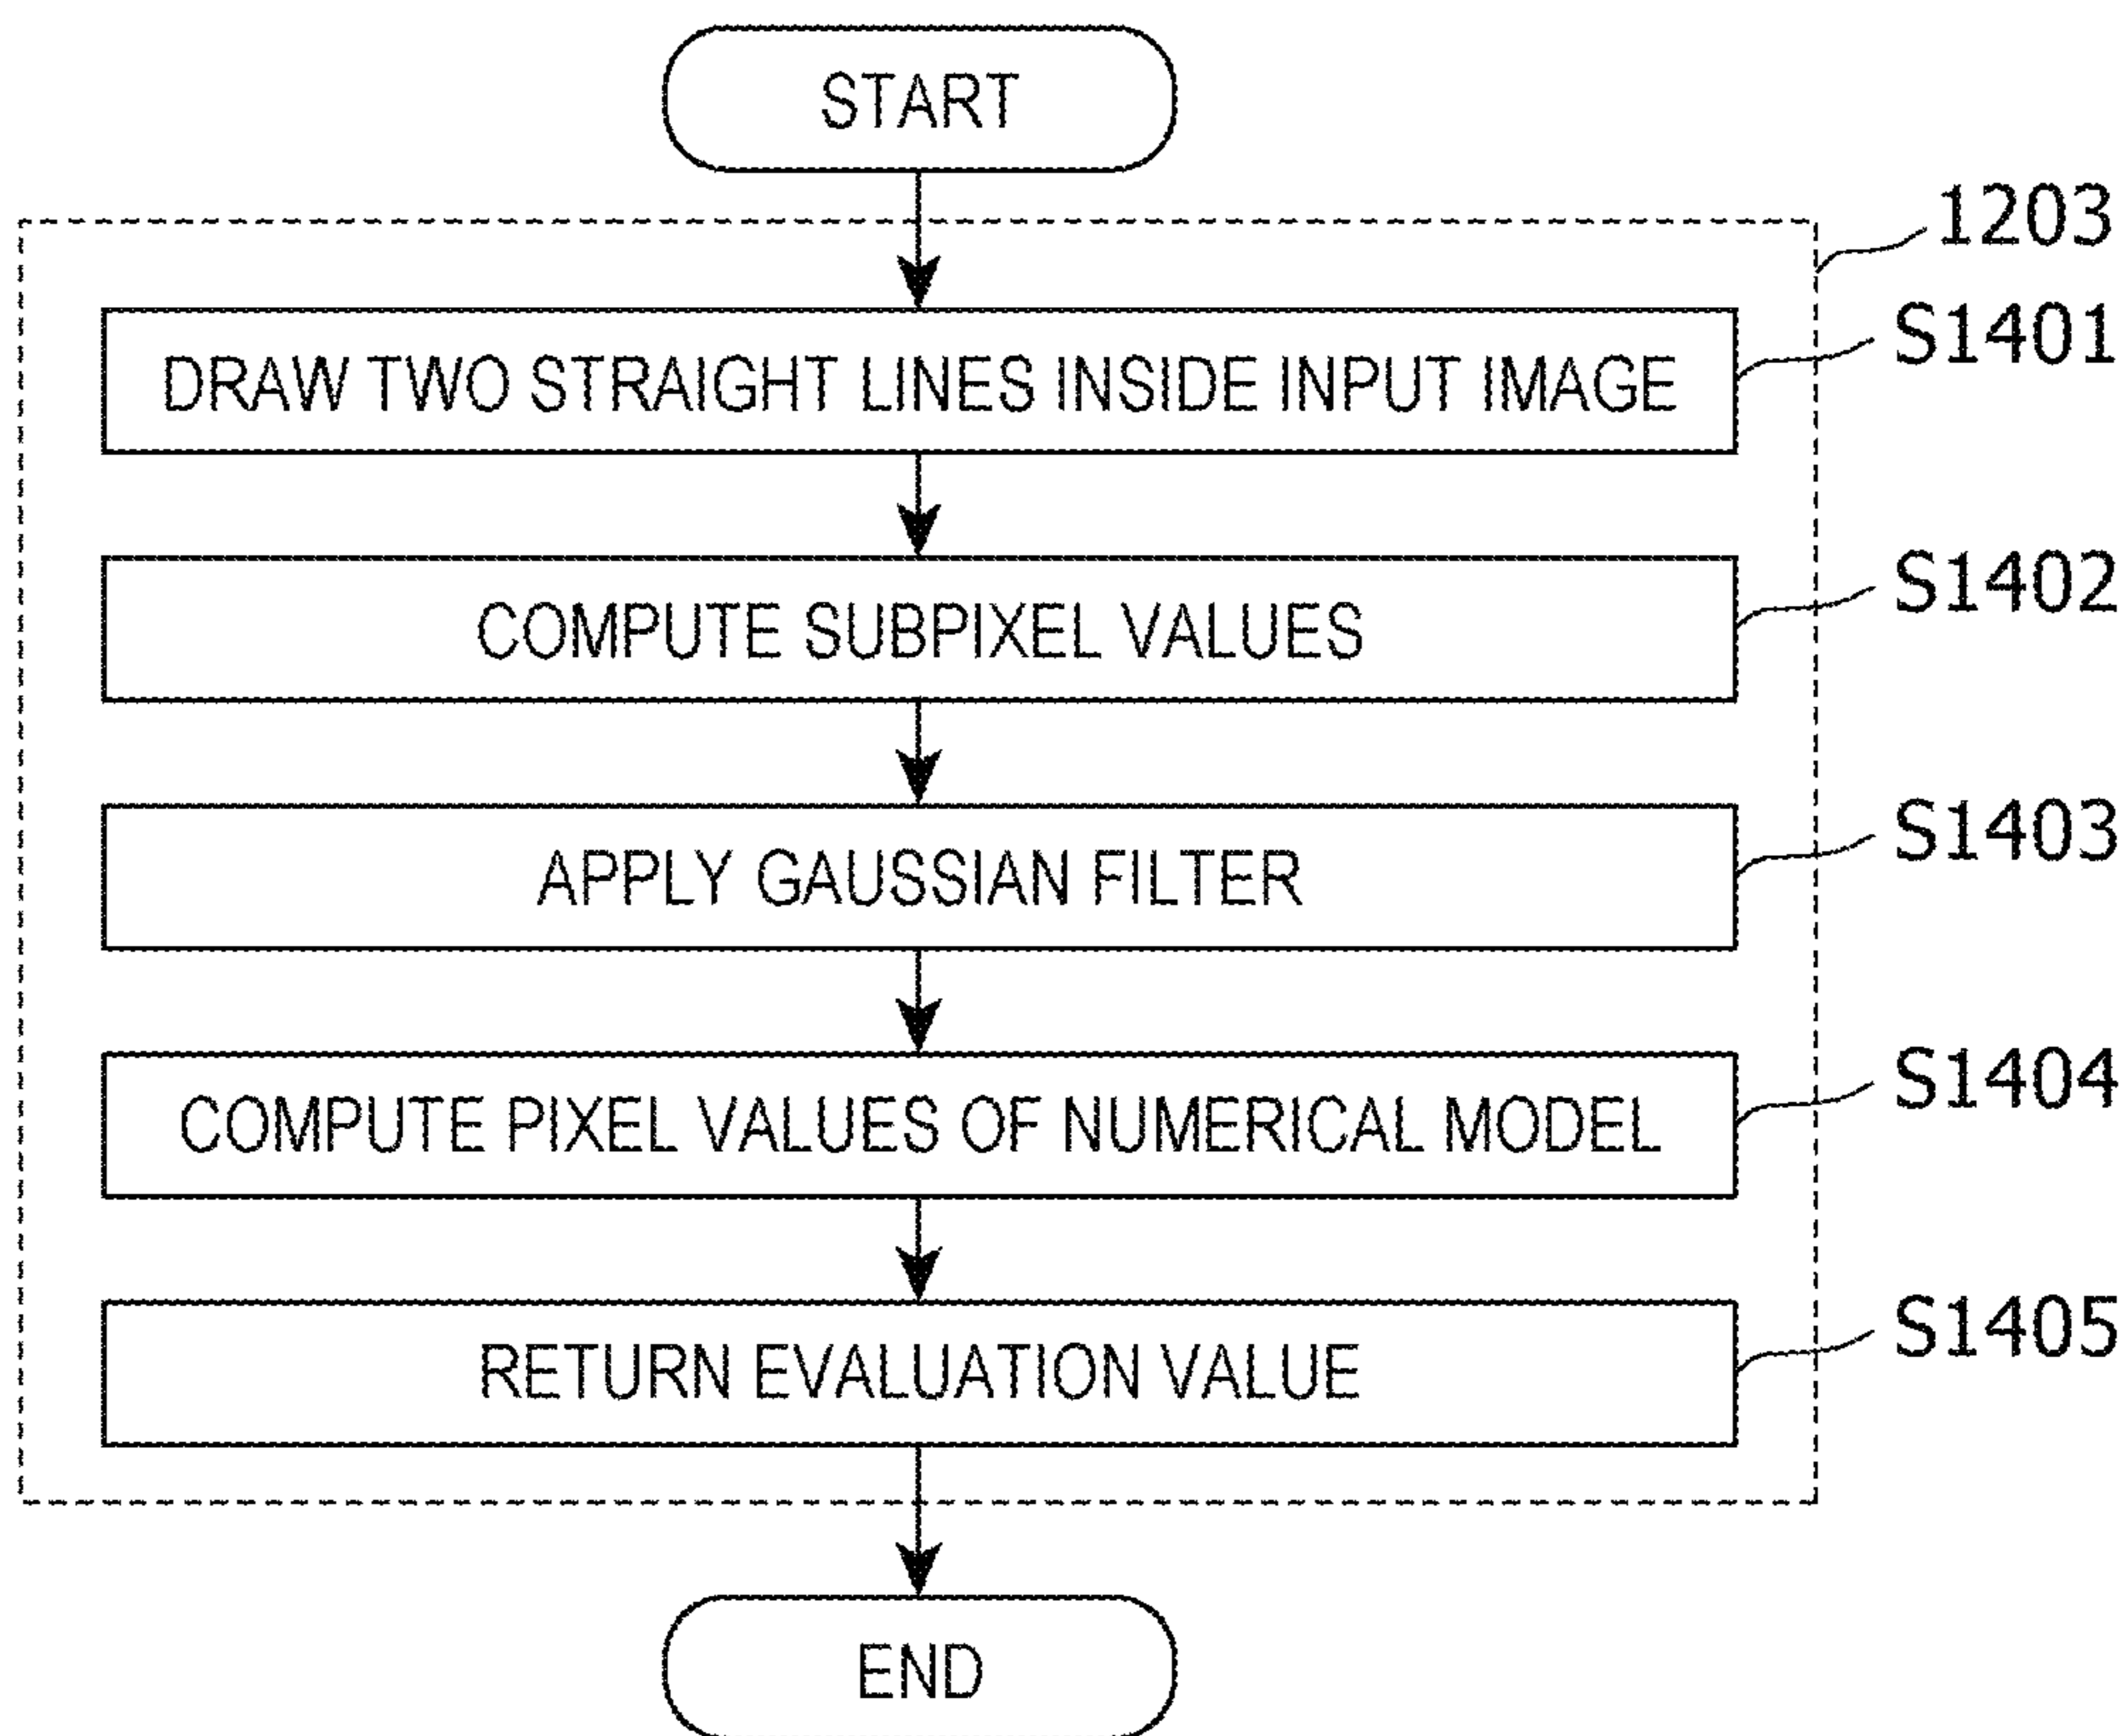 START
1203
DRAW TWO STRAIGHT LINES INSIDE INPUT IMAGE
S1401
COMPUTE SUBPIXEL VALUES
S1402
APPLY GAUSSIAN FILTER
S1403
COMPUTE PIXEL VALUES OF NUMERICAL MODEL
S1404
RETURN EVALUATION VALUE
S1405
END